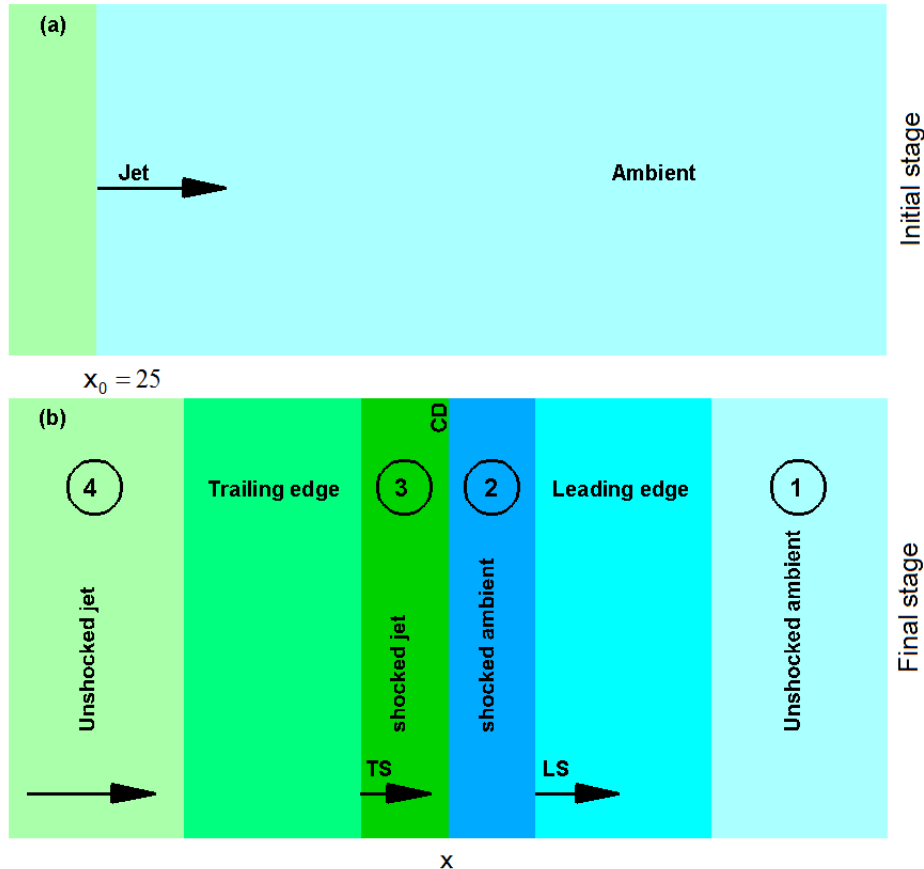 (a)
Jet
Ambient
Initial stage
x₀ = 25
(b)
CD
4
Trailing edge
3
2
Leading edge
1
Unshocked jet
shocked jet
shocked ambient
Unshocked ambient
Final stage
TS
LS
x